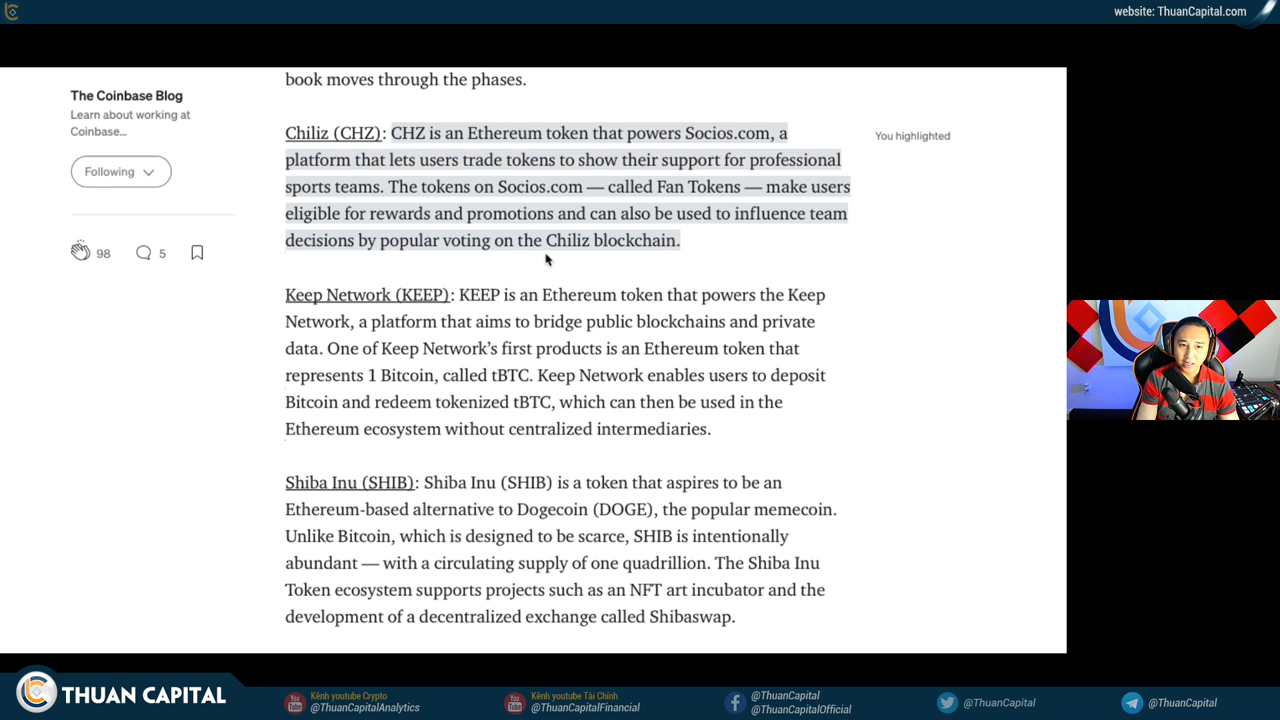 website: ThuanCapital.com
book moves through the phases.
The Coinbase Blog
Learn about working at
Coinbase...
Following
98
5
Chiliz (CHZ): CHZ is an Ethereum token that powers Socios.com, a
platform that lets users trade tokens to show their support for professional
sports teams. The tokens on Socios.com — called Fan Tokens — make users
eligible for rewards and promotions and can also be used to influence team
decisions by popular voting on the Chiliz blockchain.
You highlighted
Keep Network (KEEP): KEEP is an Ethereum token that powers the Keep
Network, a platform that aims to bridge public blockchains and private
data. One of Keep Network’s first products is an Ethereum token that
represents 1 Bitcoin, called tBTC. Keep Network enables users to deposit
Bitcoin and redeem tokenized tBTC, which can then be used in the
Ethereum ecosystem without centralized intermediaries.
Shiba Inu (SHIB): Shiba Inu (SHIB) is a token that aspires to be an
Ethereum-based alternative to Dogecoin (DOGE), the popular memecoin.
Unlike Bitcoin, which is designed to be scarce, SHIB is intentionally
abundant — with a circulating supply of one quadrillion. The Shiba Inu
Token ecosystem supports projects such as an NFT art incubator and the
development of a decentralized exchange called Shibaswap.
THUAN CAPITAL
You Tube
Kênh youtube Crypto
@ThuanCapitalAnalytics
You Tube
Kênh youtube Tài Chính
@ThuanCapitalFinancial
@ThuanCapital
@ThuanCapitalOfficial
@ThuanCapital
@ThuanCapital